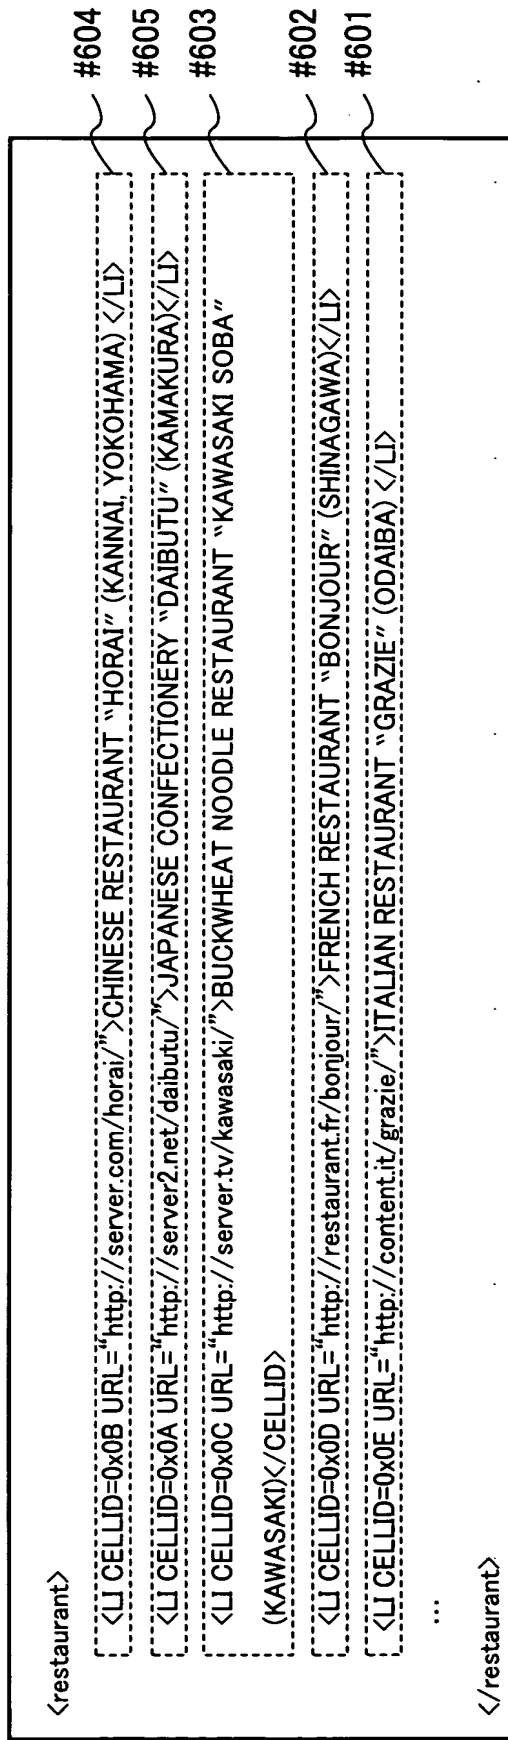 <restaurant>
<LI CELLID=0x0B URL=“http://server.com/horai/”>CHINESE RESTAURANT “HORAI” (KANNAI, YOKOHAMA) </LI> #604
<LI CELLID=0x0A URL=“http://server2.net/daibutu/”>JAPANESE CONFECTIONERY “DAIBUTU” (KAMAKURA)</LI> #605
<LI CELLID=0x0C URL=“http://server.tv/kawasaki/”>BUCKWHEAT NOODLE RESTAURANT “KAWASAKI SOBA” #603
(KAWASAKI)</CELLID>
<LI CELLID=0x0D URL=“http://restaurant.fr/bonjour/”>FRENCH RESTAURANT “BONJOUR” (SHINAGAWA)</LI> #602
<LI CELLID=0x0E URL=“http://content.it/grazie/”>ITALIAN RESTAURANT “GRAZIE” (ODAIBA) </LI> #601
...
</restaurant>